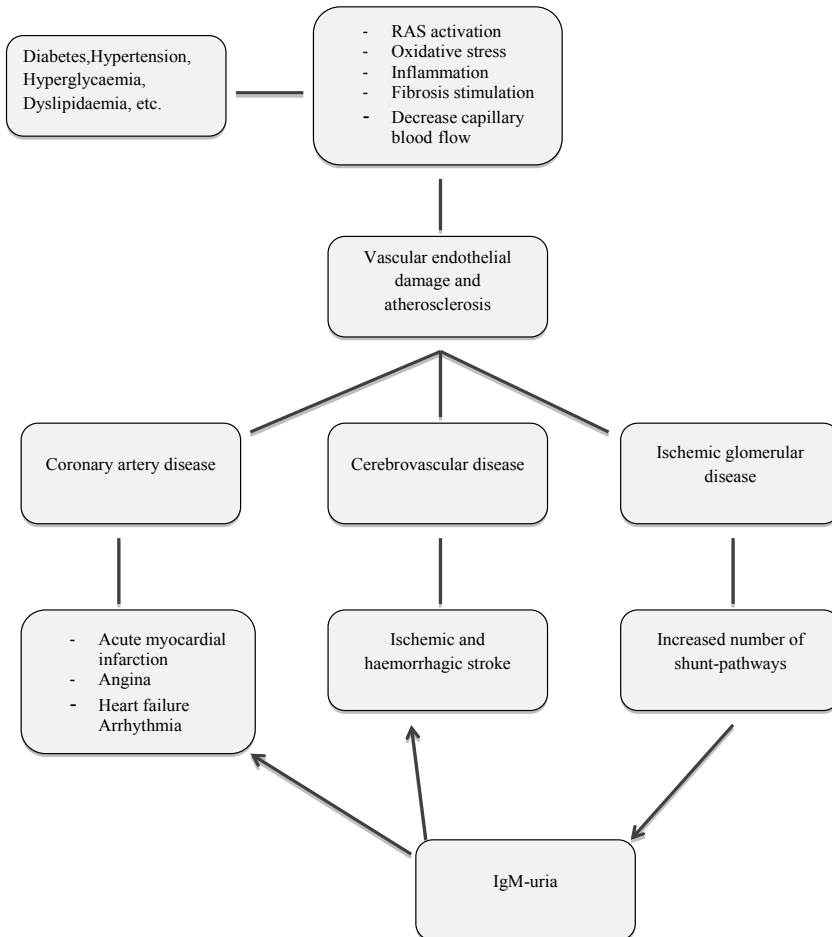 Diabetes,Hypertension,
Hyperglycaemia,
Dyslipidaemia, etc.
- RAS activation
- Oxidative stress
- Inflammation
- Fibrosis stimulation
- Decrease capillary
blood flow
Vascular endothelial
damage and
atherosclerosis
Coronary artery disease
Cerebrovascular disease
Ischemic glomerular
disease
- Acute myocardial
infarction
- Angina
- Heart failure
Arrhythmia
Ischemic and
haemorrhagic stroke
Increased number of
shunt-pathways
IgM-uria